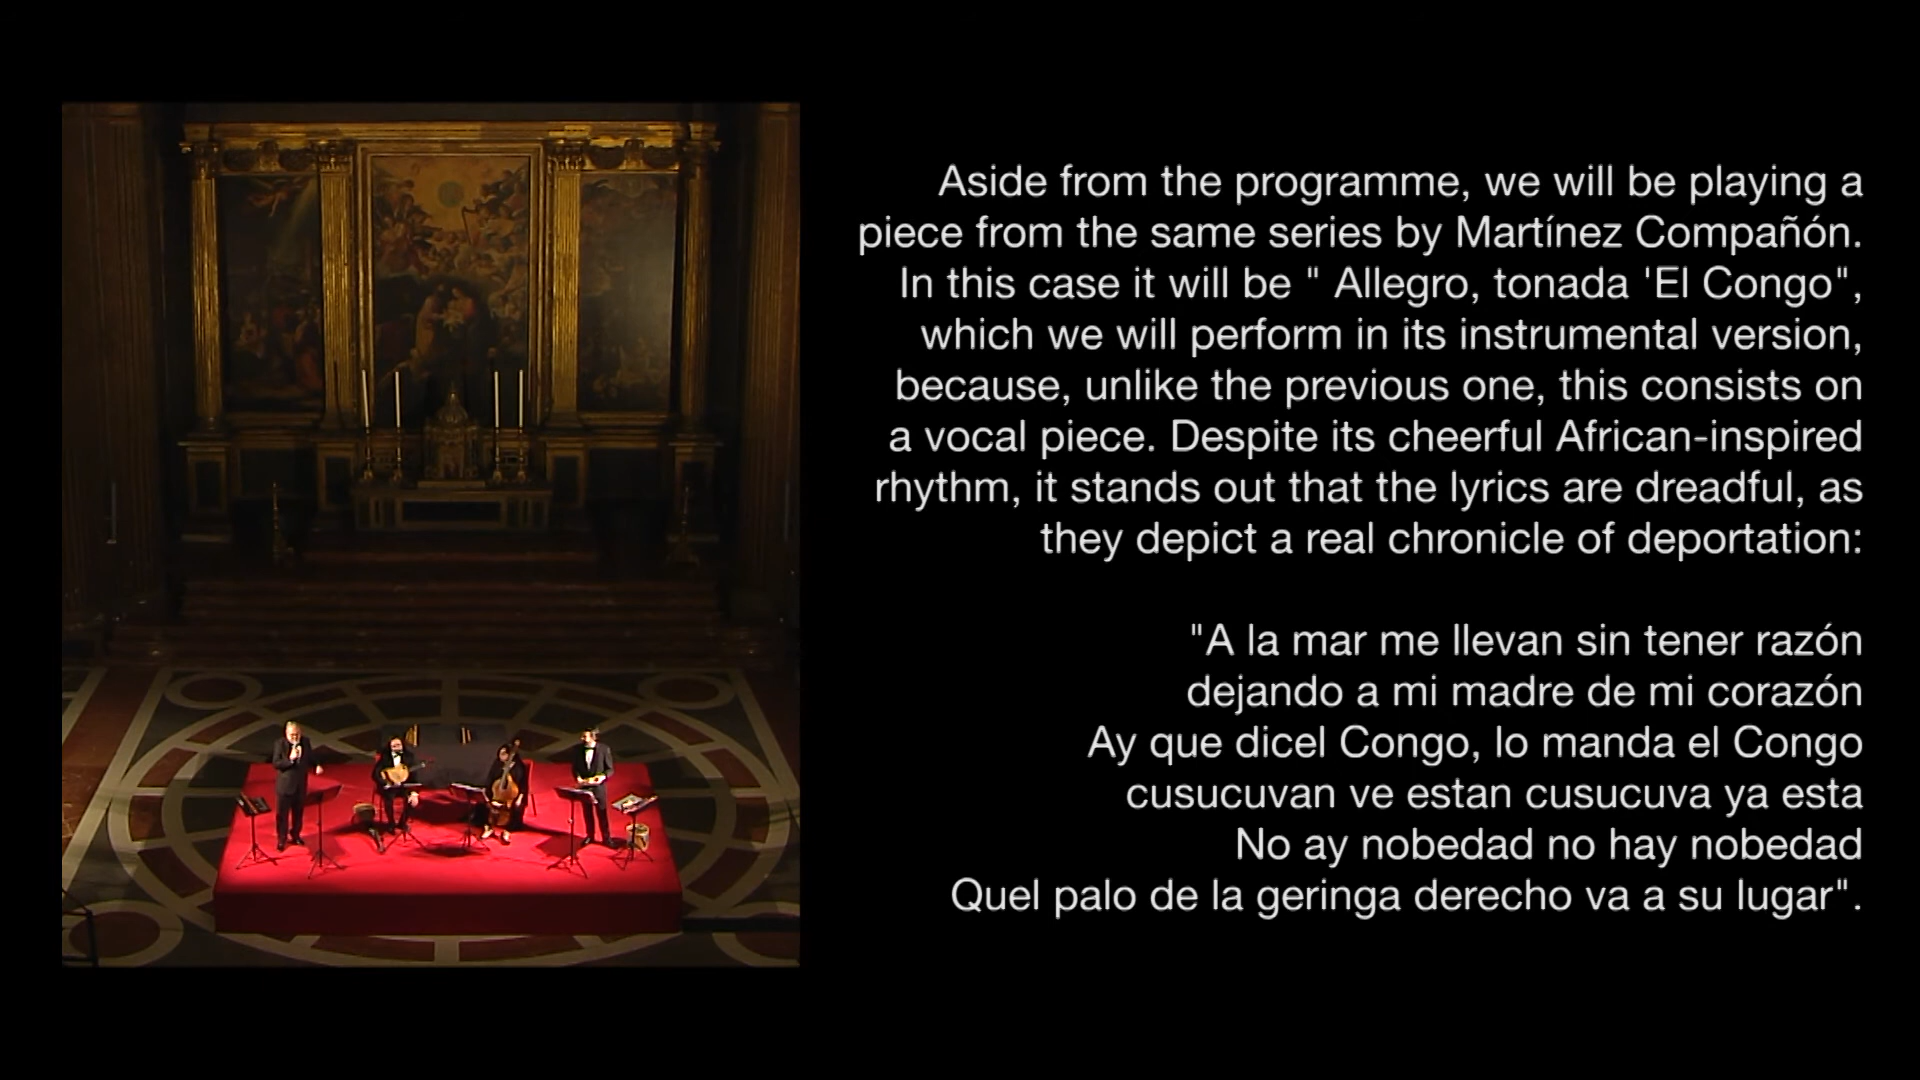 Aside from the programme, we will be playing a
piece from the same series by Martínez Compañón.
In this case it will be " Allegro, tonada 'El Congo",
which we will perform in its instrumental version,
because, unlike the previous one, this consists on
a vocal piece. Despite its cheerful African-inspired
rhythm, it stands out that the lyrics are dreadful, as
they depict a real chronicle of deportation:
"A la mar me llevan sin tener razón
dejando a mi madre de mi corazón
Ay que dicel Congo, lo manda el Congo
cusucuvan ve estan cusucuva ya esta
No ay nobedad no hay nobedad
Quel palo de la geringa derecho va a su lugar".